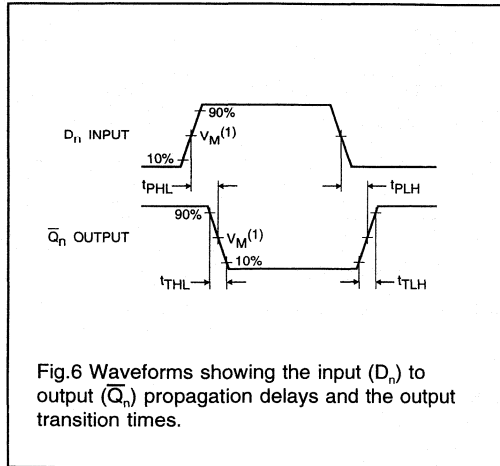 90%
Dn INPUT
VM(1)
10%
tPHL
tPLH
90%
Q̅n OUTPUT
VM(1)
10%
tTHL
tTLH
Fig.6 Waveforms showing the input (Dn) to
output (Q̅n) propagation delays and the output
transition times.